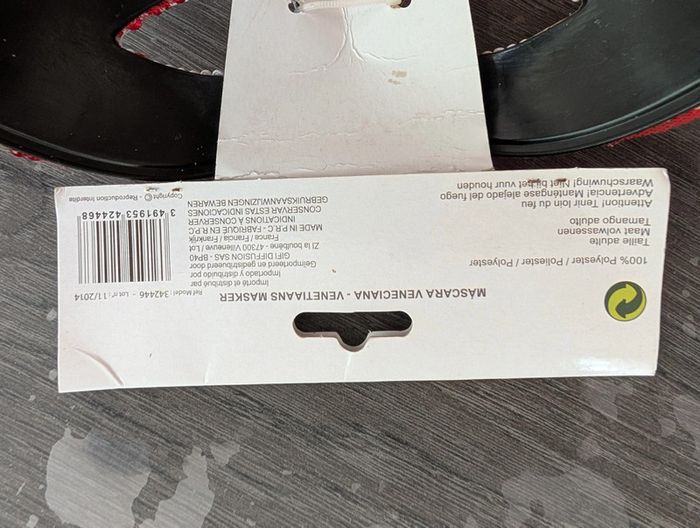 MÁSCARA VENECIANA - VENETIAANS MASKER
100% Polyester / Poliester / Polyester
Taille adulte
Maat volwassenen
Tamango adulto
Attention! Tenir loin du feu
Advertencia! Manténgase alejado del fuego
Waarschuwing! Niet bij het vuur houden
Ref Model : 342446 - Lot n° : 11/2014
3 491953 424468
Copyright © - Reproduction Interdite
Importé et distribué par
Importado y distribuido por
Geïmporteerd en gedistribueerd door
GIFI DIFFUSION SAS - BP40
ZI la boulbène - 47300 Villeneuve / Lot
France / Francia / Frankrijk
MADE IN P.R.C - FABRIQUÉ EN R.P.C
INDICATIONS À CONSERVER
CONSERVAR ESTAS INDICACIONES
GEBRUIKSAANWIJZINGEN BEWAREN